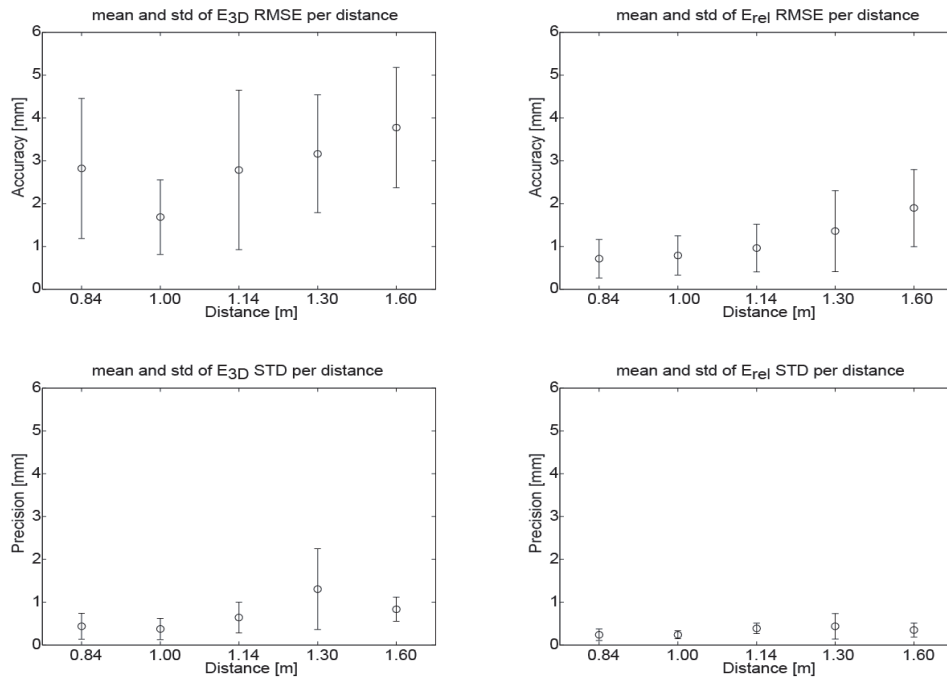 mean and std of E3D RMSE per distance
6
5
4
3
2
1
0
Accuracy [mm]
0.84 1.00 1.14 1.30 1.60
Distance [m]
mean and std of Erel RMSE per distance
6
5
4
3
2
1
0
Accuracy [mm]
0.84 1.00 1.14 1.30 1.60
Distance [m]
mean and std of E3D STD per distance
6
5
4
3
2
1
0
Precision [mm]
0.84 1.00 1.14 1.30 1.60
Distance [m]
mean and std of Erel STD per distance
6
5
4
3
2
1
0
Precision [mm]
0.84 1.00 1.14 1.30 1.60
Distance [m]